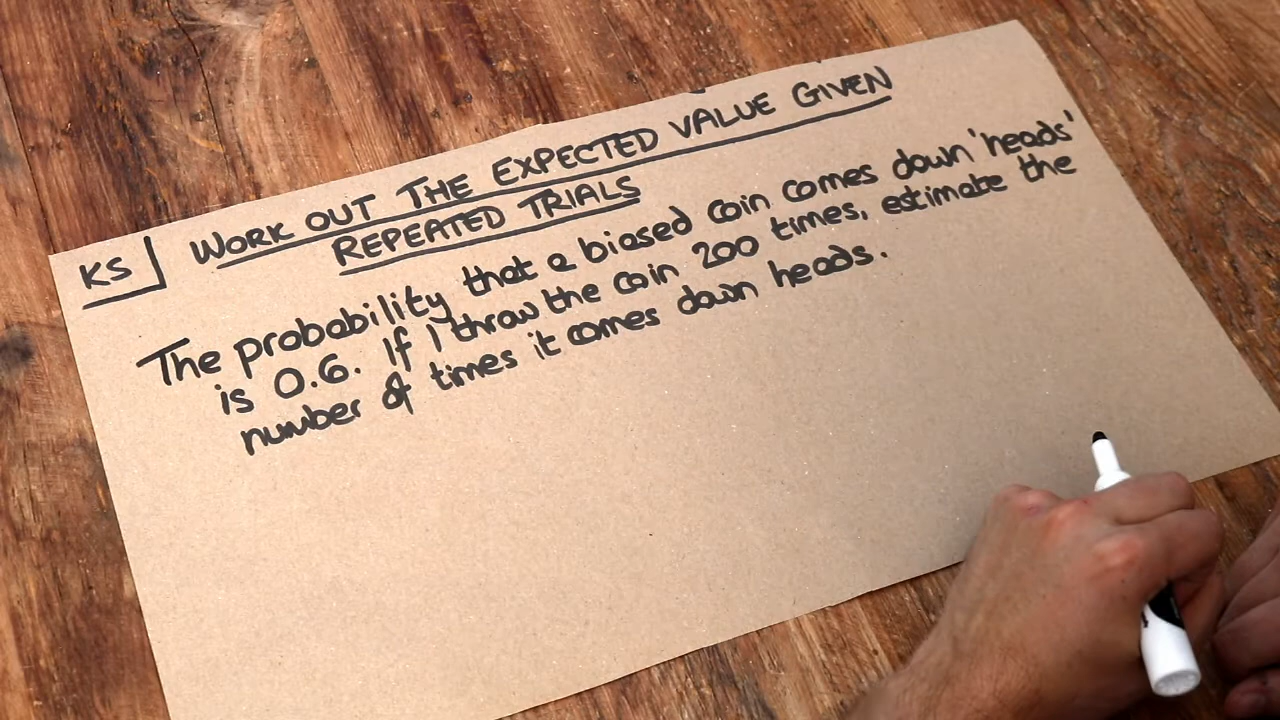 KS
WORK OUT THE EXPECTED VALUE GIVEN
REPEATED TRIALS
The probability that a biased coin comes down 'heads'
is 0.6. If I throw the coin 200 times, estimate the
number of times it comes down heads.